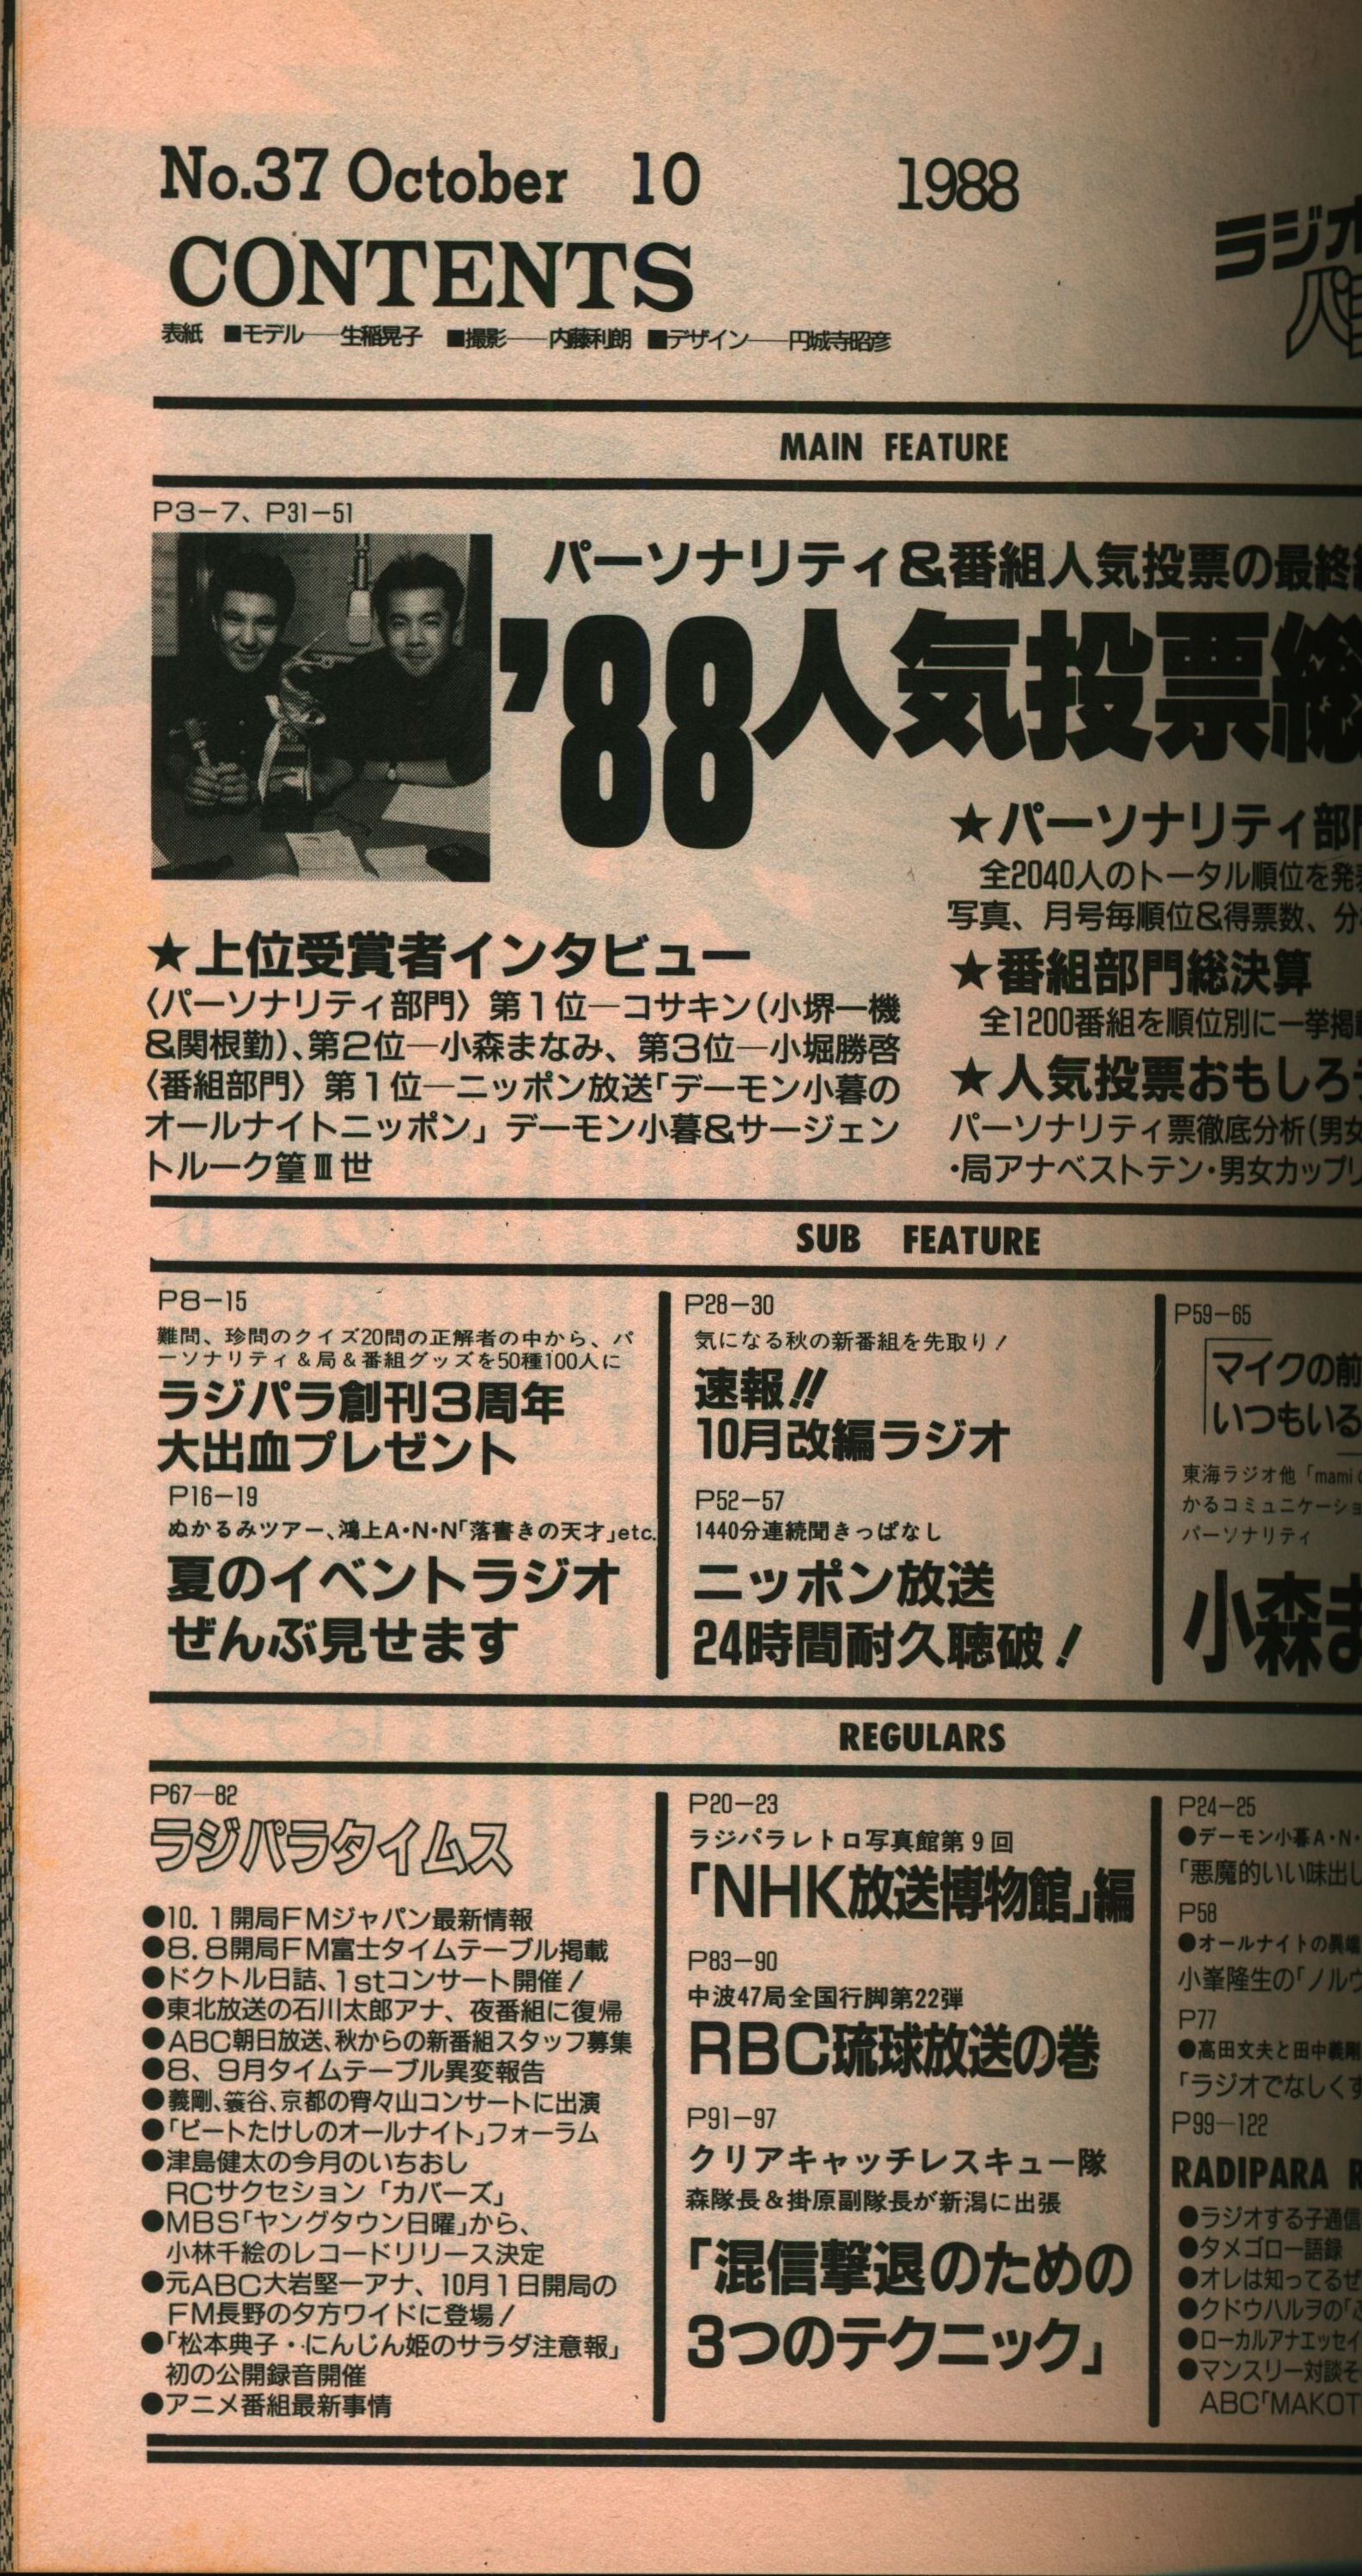 No.37 October 10 1988
ラジオ
パ
CONTENTS
表紙 ■モデル──生稲晃子 ■撮影──内藤利朗 ■デザイン──円城寺昭彦
MAIN FEATURE
P3-7、P31-51
パーソナリティ&番組人気投票の最終
'88人気投票総
★パーソナリティ部門
全2040人のトータル順位を発
写真、月号毎順位&得票数、分
★番組部門総決算
全1200番組を順位別に一挙掲
★人気投票おもしろ
パーソナリティ票徹底分析(男女
・局アナベストテン・男女カップリ
★上位受賞者インタビュー
〈パーソナリティ部門〉第1位─コサキン(小堺一機
&関根勤)、第2位─小森まなみ、第3位─小堀勝啓
〈番組部門〉第1位─ニッポン放送「デーモン小暮の
オールナイトニッポン」デーモン小暮&サージェン
トルーク篁Ⅲ世
SUB FEATURE
P8-15
難問、珍問のクイズ20問の正解者の中から、パ
ーソナリティ&局&番組グッズを50種100人に
ラジパラ創刊3周年
大出血プレゼント
P16-19
ぬかるみツアー、鴻上A・N・N「落書きの天才」etc.
夏のイベントラジオ
ぜんぶ見せます
P28-30
気になる秋の新番組を先取り!
速報!!
10月改編ラジオ
P52-57
1440分連続聞きっぱなし
ニッポン放送
24時間耐久聴破!
P59-65
マイクの前
いつもいる
東海ラジオ他「mami
かるコミュニケーショ
パーソナリティ
小森ま
REGULARS
P67-82
ラジパラタイムス
●10.1開局FMジャパン最新情報
●8.8開局FM富士タイムテーブル掲載
●ドクトル日誌、1stコンサート開催!
●東北放送の石川太郎アナ、夜番組に復帰
●ABC朝日放送、秋からの新番組スタッフ募集
●8、9月タイムテーブル異変報告
●義剛、蓑谷、京都の宵々山コンサートに出演
●「ビートたけしのオールナイト」フォーラム
●津島健太の今月のいちおし
RCサクセション「カバーズ」
●MBS「ヤングタウン日曜」から、
小林千絵のレコードリリース決定
●元ABC大岩堅一アナ、10月1日開局の
FM長野の夕方ワイドに登場!
●「松本典子・にんじん姫のサラダ注意報」
初の公開録音開催
●アニメ番組最新事情
P20-23
ラジパラレトロ写真館第9回
「NHK放送博物館」編
P83-90
中波47局全国行脚第22弾
RBC琉球放送の巻
P91-97
クリアキャッチレスキュー隊
森隊長&掛原副隊長が新潟に出張
「混信撃退のための
3つのテクニック」
P24-25
●デーモン小暮A・N・
「悪魔的いい味出し
P58
●オールナイトの異端
小峯隆生の「ノルウ
P77
●高田文夫と田中義剛
「ラジオでなしくず
P99-122
RADIPARA R
●ラジオする子通信
●タメゴロー語録
●オレは知ってるぜ
●クドウハルヲの「
●ローカルアナエッセイ
●マンスリー対談そ
ABC「MAKOT